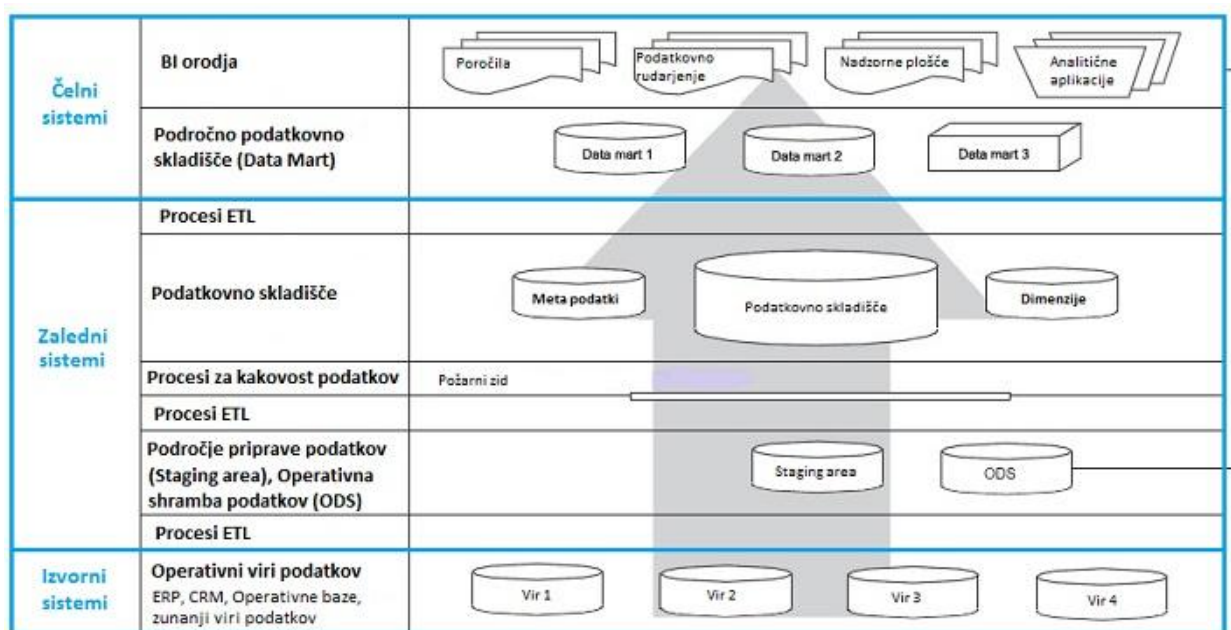 Čelni
sistemi
BI orodja
Poročila
Podatkovno
rudarjenje
Nadzorne plošče
Analitične
aplikacije
Področno podatkovno
skladišče (Data Mart)
Data mart 1
Data mart 2
Data mart 3
Zaledni
sistemi
Procesi ETL
Podatkovno skladišče
Meta podatki
Podatkovno skladišče
Dimenzije
Procesi za kakovost podatkov
Požarni zid
Procesi ETL
Področje priprave podatkov
(Staging area), Operativna
shramba podatkov (ODS)
Staging area
ODS
Procesi ETL
Izvorni
sistemi
Operativni viri podatkov
ERP, CRM, Operativne baze,
zunanji viri podatkov
Vir 1
Vir 2
Vir 3
Vir 4